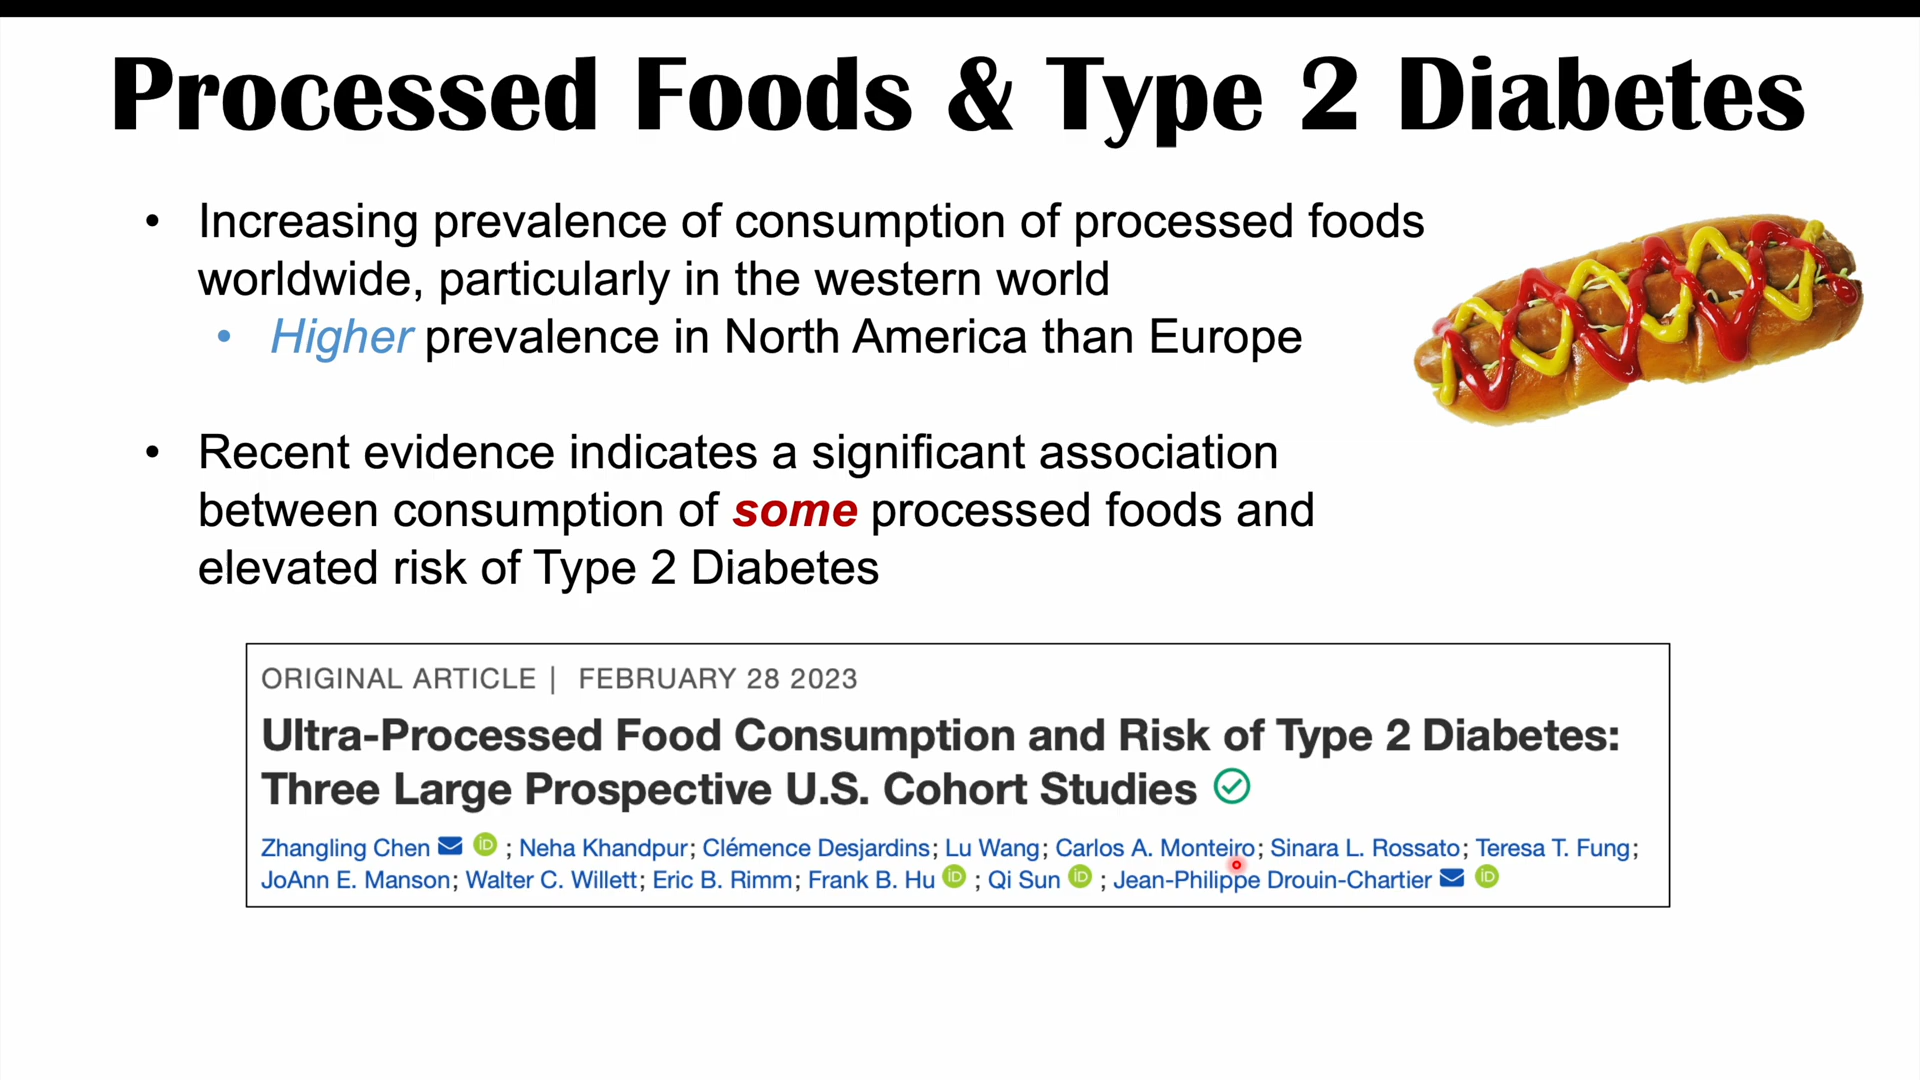 Processed Foods & Type 2 Diabetes
• Increasing prevalence of consumption of processed foods
worldwide, particularly in the western world
• Higher prevalence in North America than Europe
• Recent evidence indicates a significant association
between consumption of some processed foods and
elevated risk of Type 2 Diabetes
ORIGINAL ARTICLE | FEBRUARY 28 2023
Ultra-Processed Food Consumption and Risk of Type 2 Diabetes:
Three Large Prospective U.S. Cohort Studies
Zhangling Chen iD ; Neha Khandpur; Clémence Desjardins; Lu Wang; Carlos A. Monteiro; Sinara L. Rossato; Teresa T. Fung;
JoAnn E. Manson; Walter C. Willett; Eric B. Rimm; Frank B. Hu iD ; Qi Sun iD ; Jean-Philippe Drouin-Chartier iD